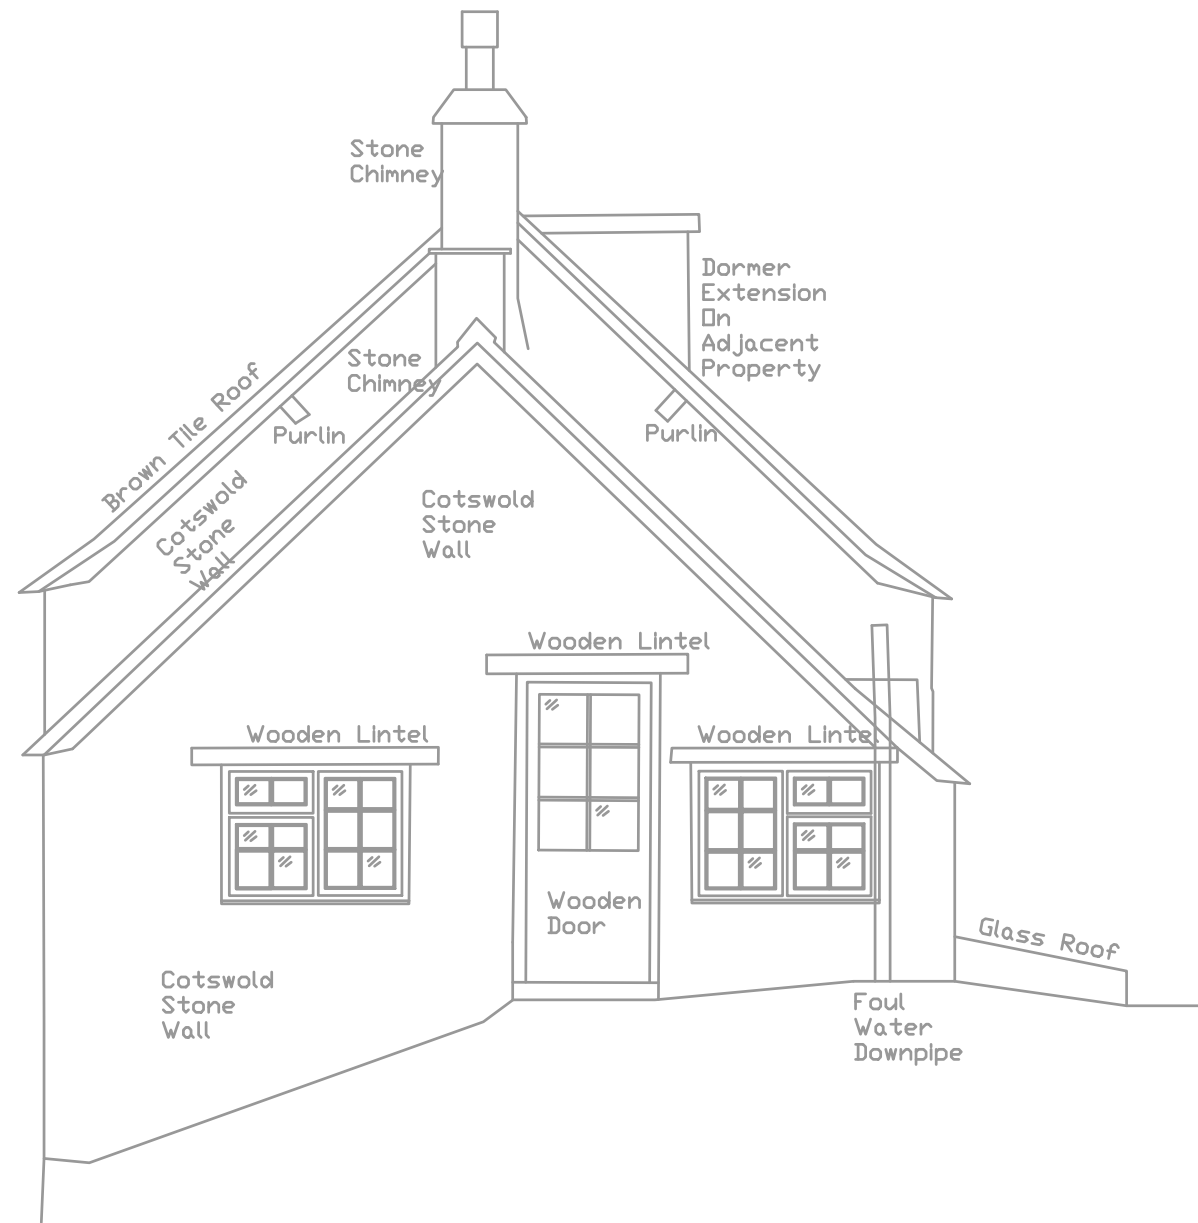 Stone
Chimney
Dormer
Extension
On
Adjacent
Property
Stone
Chimney
Brown Tile Roof
Purlin
Purlin
Cotswold
Stone
Wall
Cotswold
Stone
Wall
Wooden Lintel
Wooden Lintel
Wooden Lintel
Wooden
Door
Glass Roof
Cotswold
Stone
Wall
Foul
Water
Downpipe